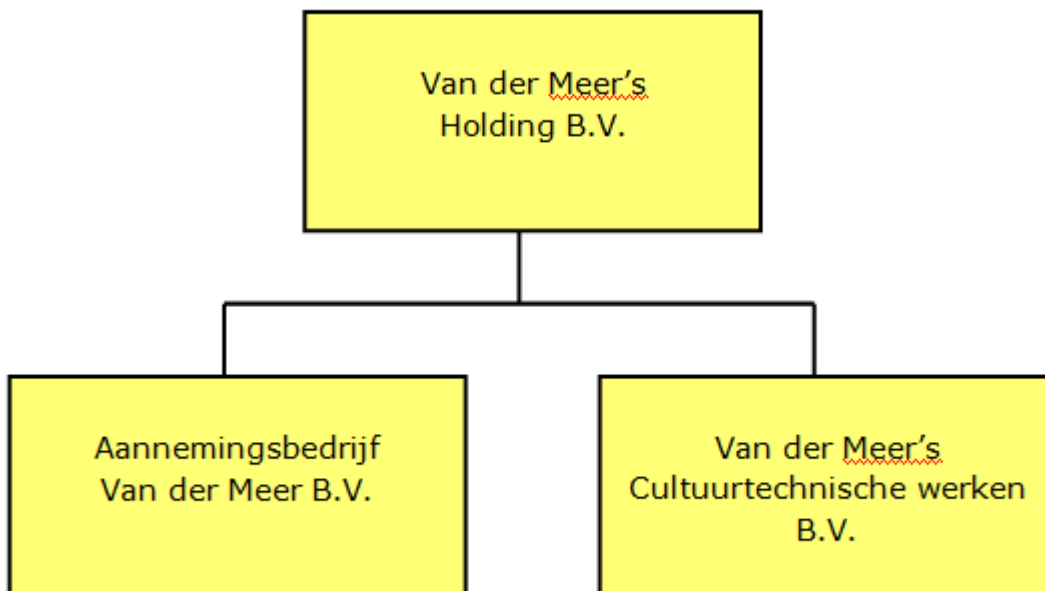 Van der Meer’s
Holding B.V.
Aannemingsbedrijf
Van der Meer B.V.
Van der Meer’s
Cultuurtechnische werken
B.V.